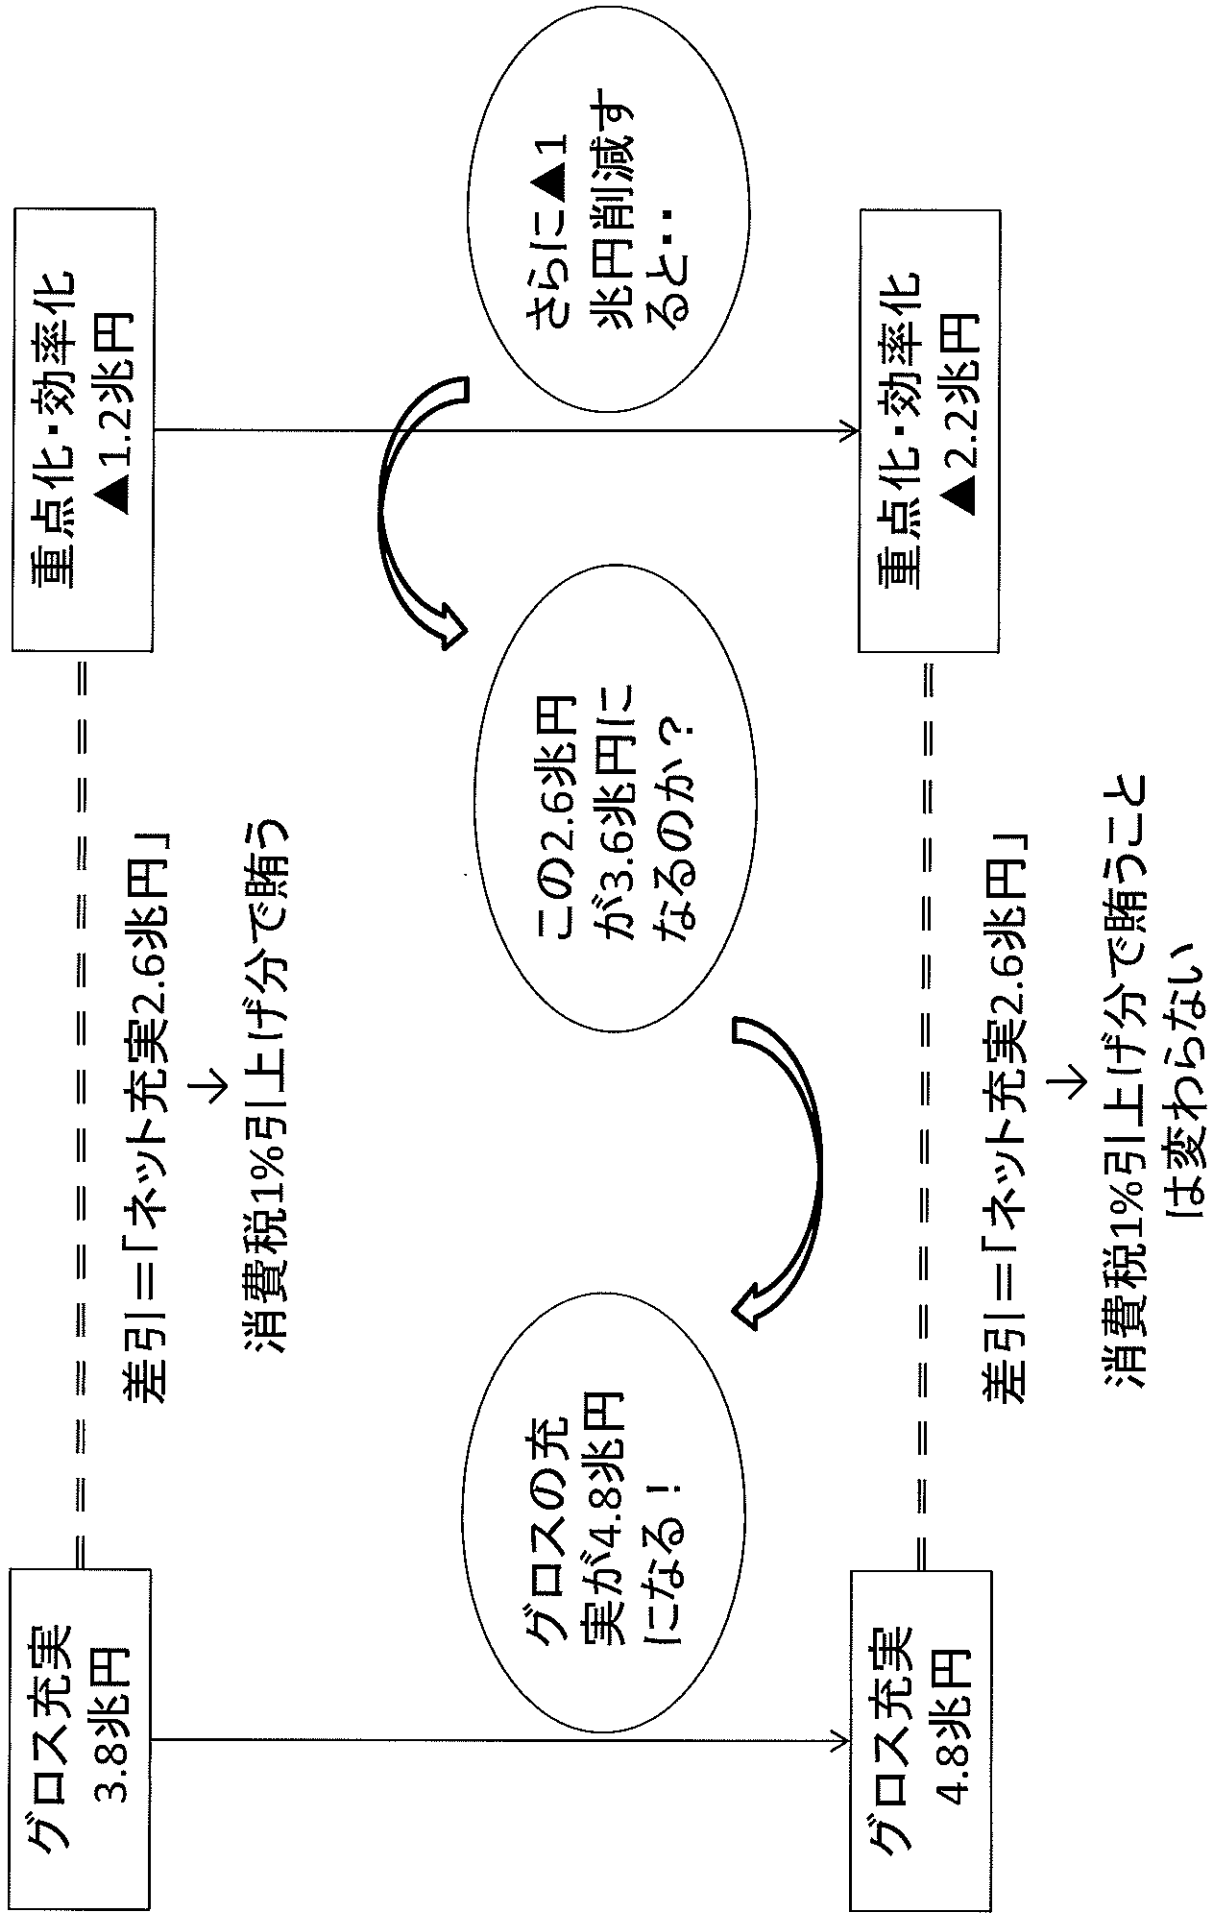 グロス充実
3.8兆円
重点化・効率化
▲1.2兆円
差引=「ネット充実2.6兆円」
↓
消費税1%引上げ分で賄う
グロスの充
実が4.8兆円
になる！
この2.6兆円
が3.6兆円に
なるのか？
さらに▲1
兆円削減す
ると・・
グロス充実
4.8兆円
重点化・効率化
▲2.2兆円
差引=「ネット充実2.6兆円」
↓
消費税1%引上げ分で賄うこと
は変わらない